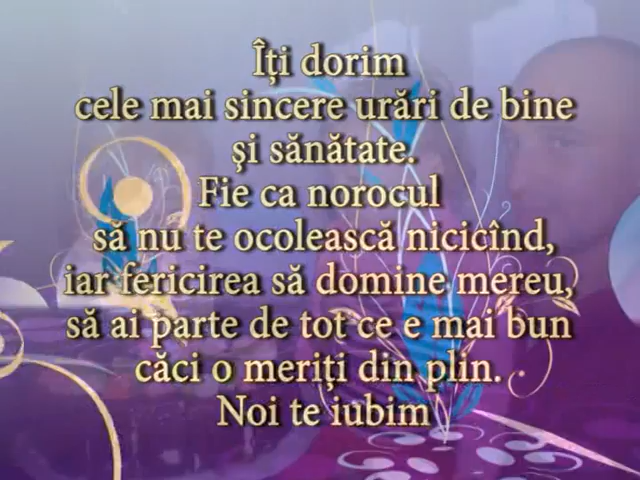 Îți dorim
cele mai sincere urări de bine
și sănătate.
Fie ca norocul
să nu te ocolească nicicînd,
iar fericirea să domine mereu,
să ai parte de tot ce e mai bun
căci o meriți din plin.
Noi te iubim